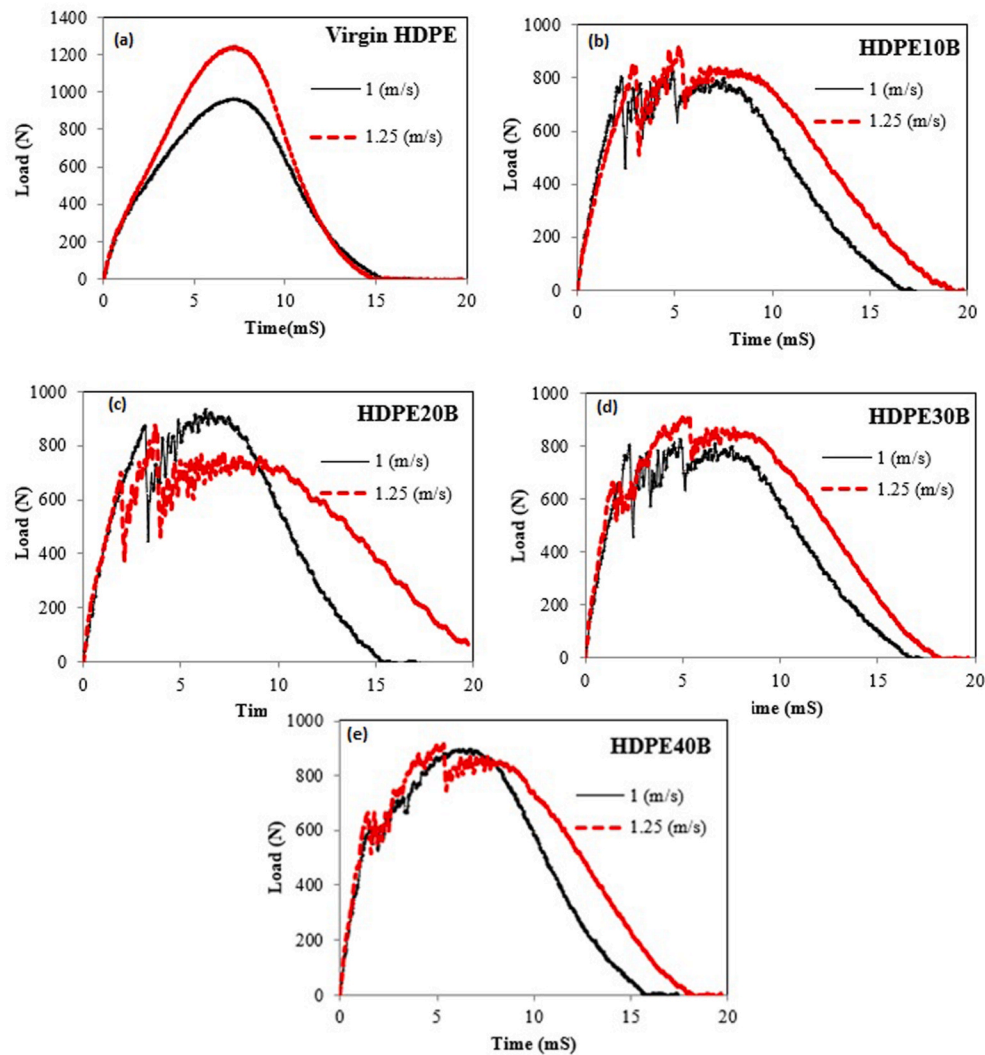 (a)
Virgin HDPE
1 (m/s)
1.25 (m/s)
Load (N)
1400
1200
1000
800
600
400
200
0
0 5 10 15 20
Time(mS)
(b)
HDPE10B
1 (m/s)
1.25 (m/s)
Load (N)
1000
800
600
400
200
0
0 5 10 15 20
Time (mS)
(c)
HDPE20B
1 (m/s)
1.25 (m/s)
Load (N)
1000
800
600
400
200
0
0 5 10 15 20
Tim
(d)
HDPE30B
1 (m/s)
1.25 (m/s)
Load (N)
1000
800
600
400
200
0
0 5 10 15 20
ime (mS)
(e)
HDPE40B
1 (m/s)
1.25 (m/s)
Load (N)
1000
800
600
400
200
0
0 5 10 15 20
Time (mS)